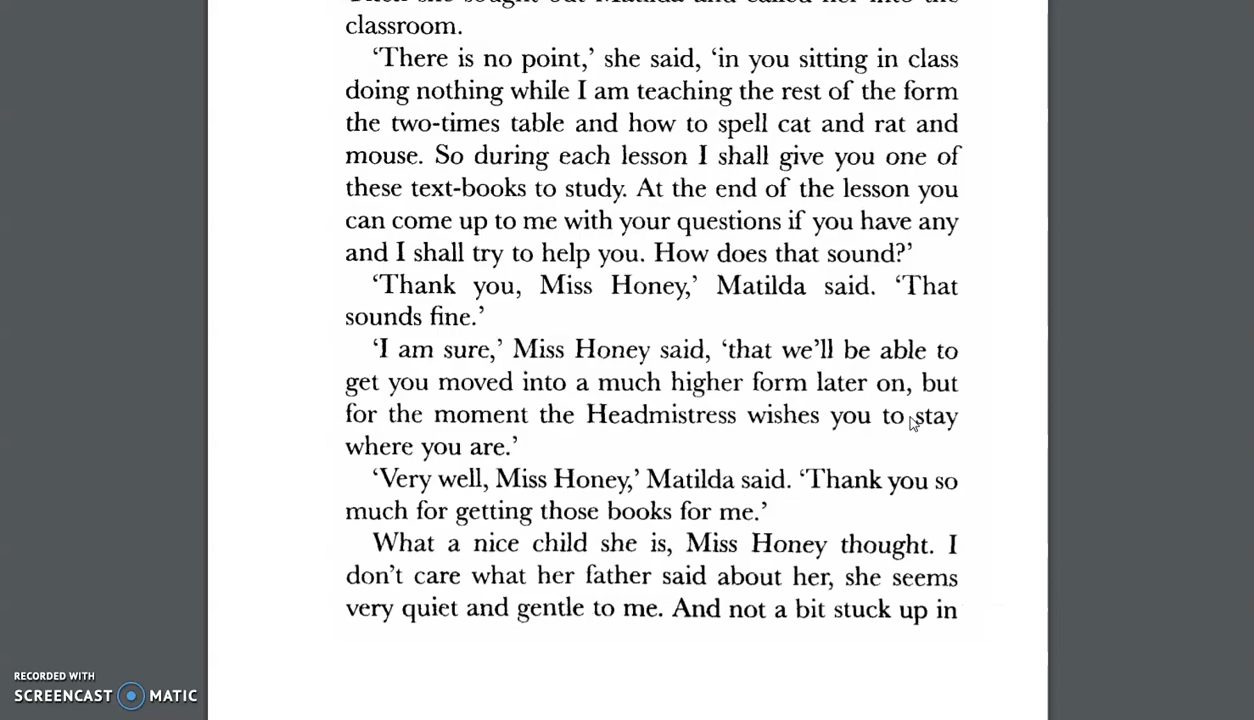 classroom.
‘There is no point,’ she said, ‘in you sitting in class
doing nothing while I am teaching the rest of the form
the two-times table and how to spell cat and rat and
mouse. So during each lesson I shall give you one of
these text-books to study. At the end of the lesson you
can come up to me with your questions if you have any
and I shall try to help you. How does that sound?’
‘Thank you, Miss Honey,’ Matilda said. ‘That
sounds fine.’
‘I am sure,’ Miss Honey said, ‘that we’ll be able to
get you moved into a much higher form later on, but
for the moment the Headmistress wishes you to stay
where you are.’
‘Very well, Miss Honey,’ Matilda said. ‘Thank you so
much for getting those books for me.’
What a nice child she is, Miss Honey thought. I
don’t care what her father said about her, she seems
very quiet and gentle to me. And not a bit stuck up in
RECORDED WITH
SCREENCAST MATIC